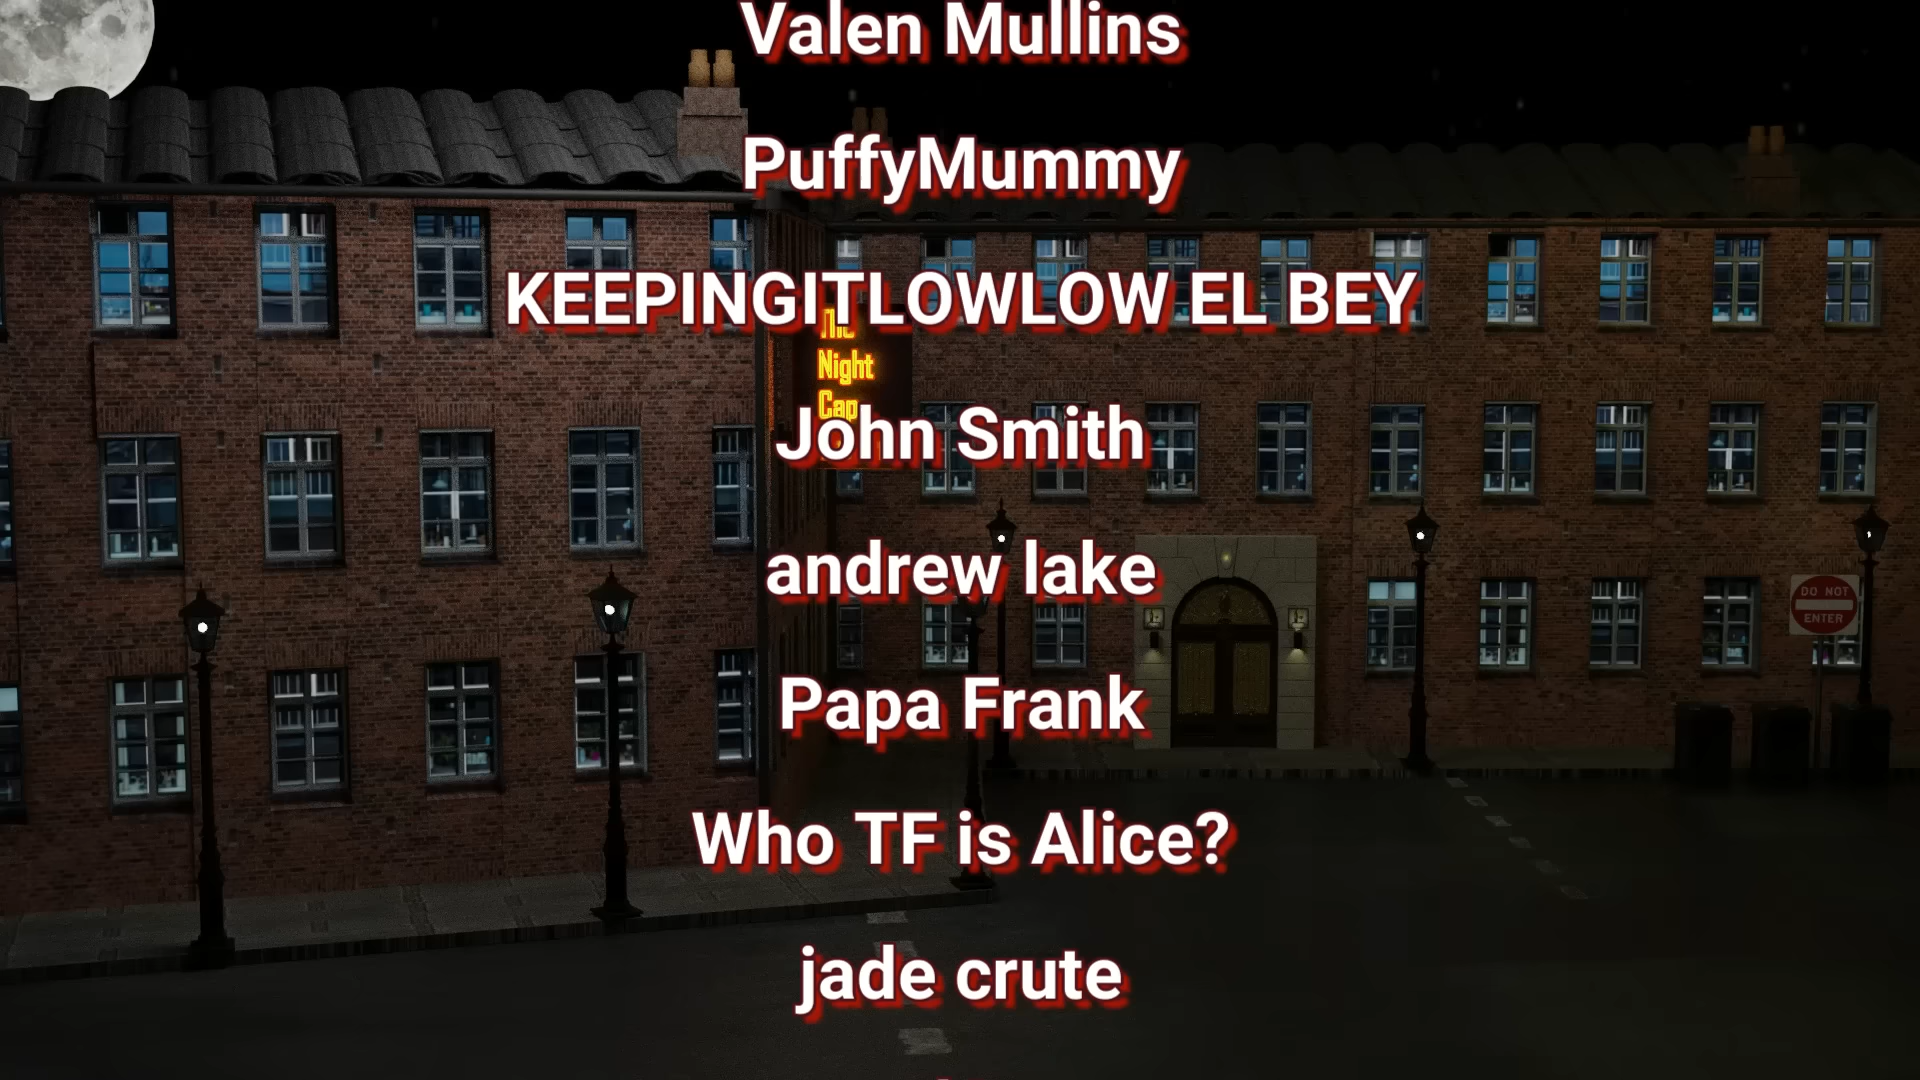 Valen Mullins
PuffyMummy
KEEPINGITLOWLOW EL BEY
The
Night
Cap
John Smith
andrew lake
DO NOT
ENTER
Papa Frank
Who TF is Alice?
jade crute